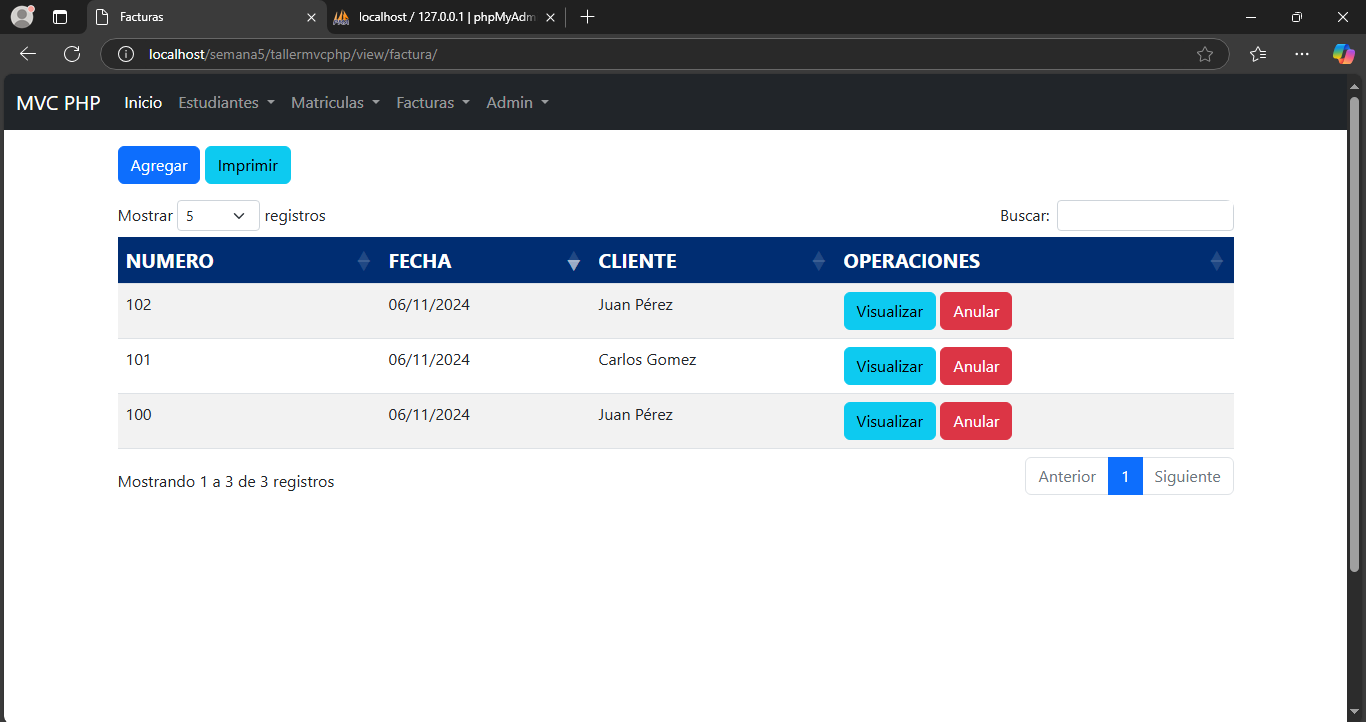 Facturas
localhost / 127.0.0.1 | phpMyAdm
localhost/semana5/tallermvcphp/view/factura/
MVC PHP Inicio Estudiantes Matriculas Facturas Admin
Agregar Imprimir
Mostrar 5 registros Buscar:
NUMERO FECHA CLIENTE OPERACIONES
102 06/11/2024 Juan Pérez Visualizar Anular
101 06/11/2024 Carlos Gomez Visualizar Anular
100 06/11/2024 Juan Pérez Visualizar Anular
Mostrando 1 a 3 de 3 registros Anterior 1 Siguiente